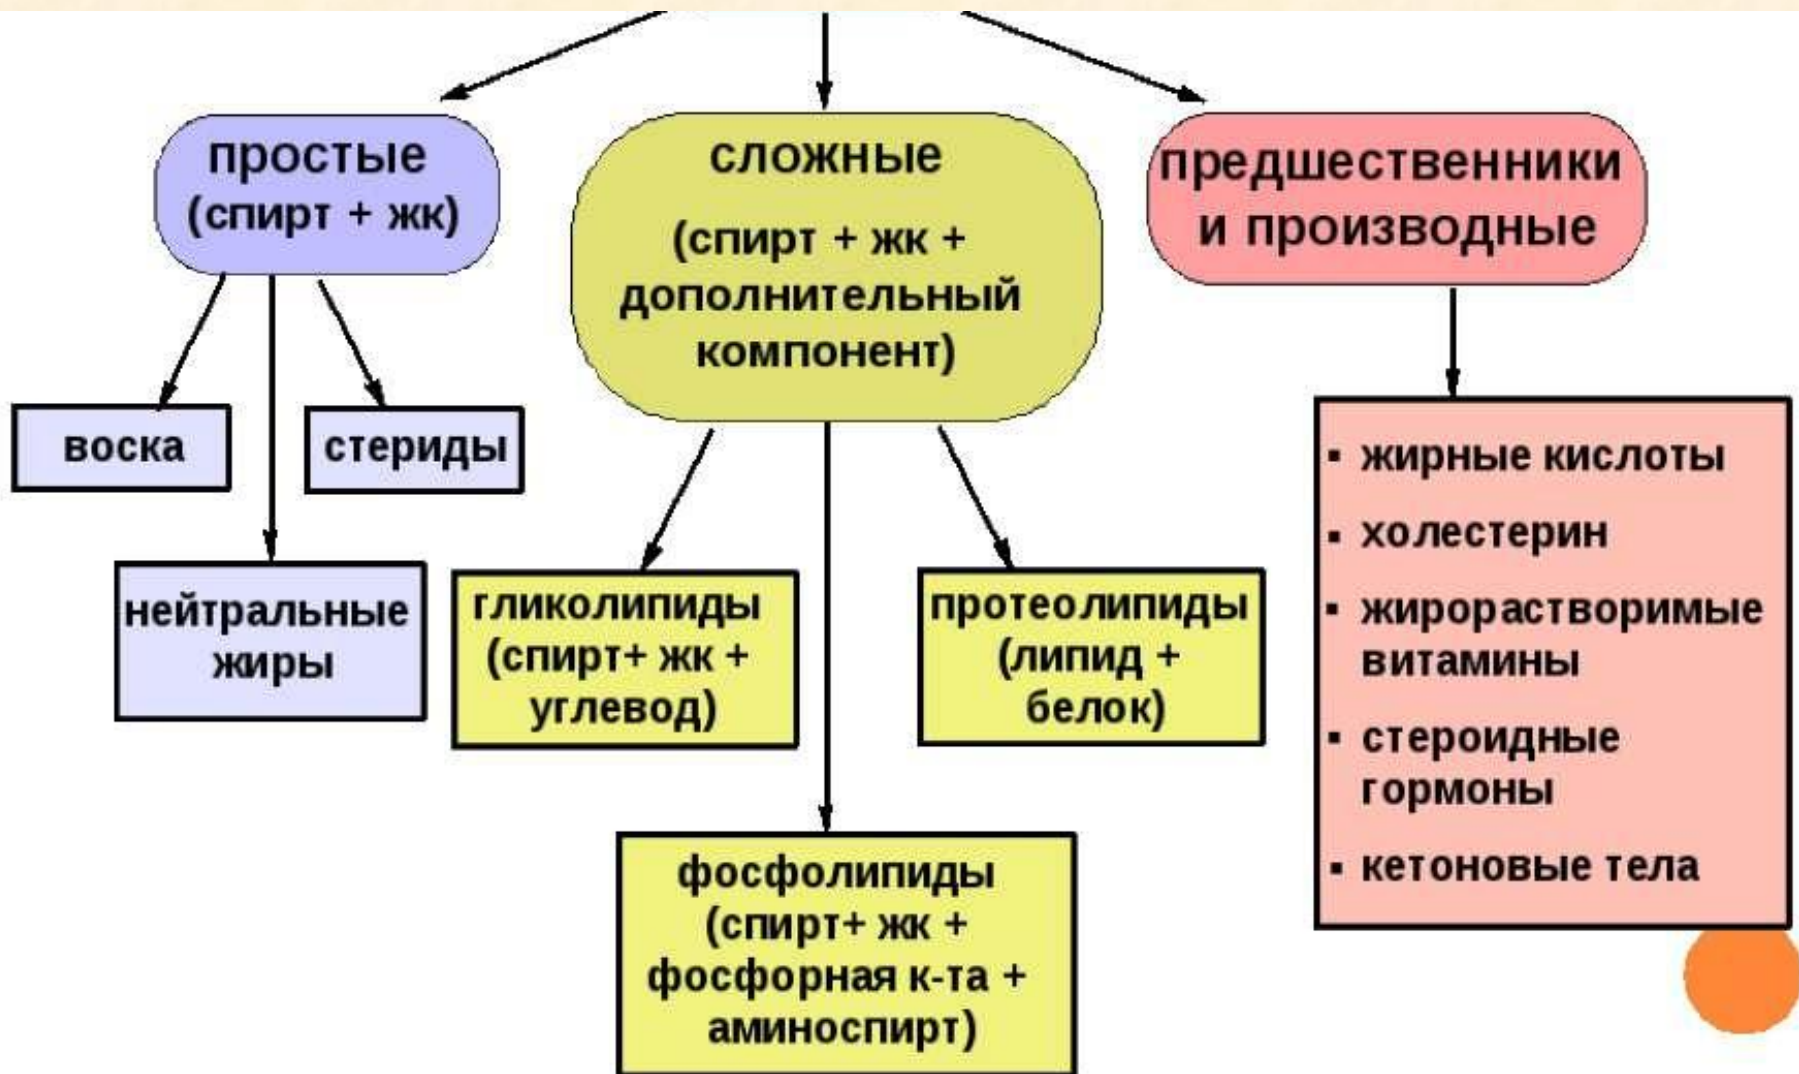 простые
(спирт + жк)
сложные
(спирт + жк +
дополнительный
компонент)
предшественники
и производные
воска
стериды
нейтральные
жиры
гликолипиды
(спирт+ жк +
углевод)
протеолипиды
(липид +
белок)
фосфолипиды
(спирт+ жк +
фосфорная к-та +
аминоспирт)
▪ жирные кислоты
▪ холестерин
▪ жирорастворимые
витамины
▪ стероидные
гормоны
▪ кетоновые тела